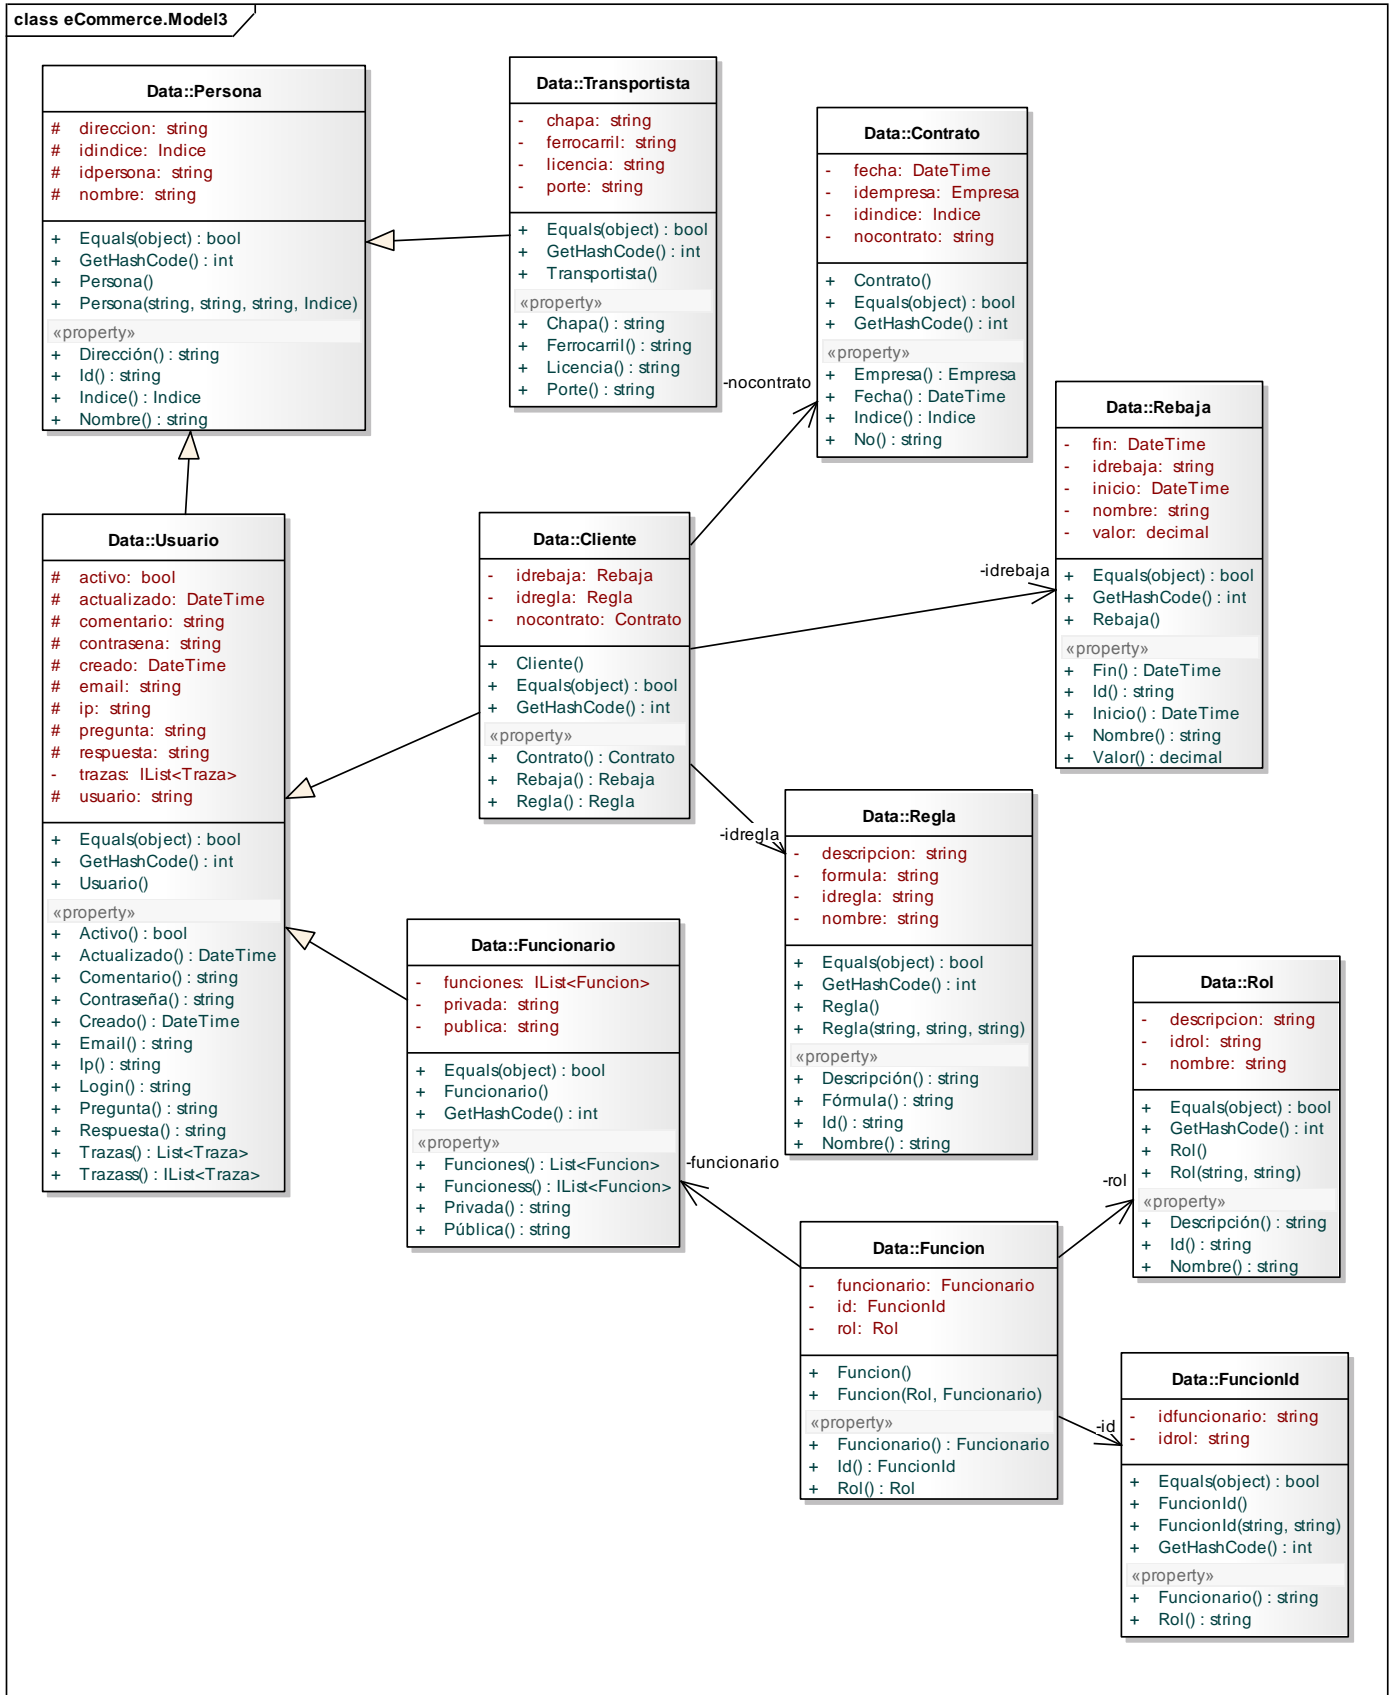 class eCommerce.Model3
Data::Persona
# direccion: string
# idindice: Indice
# idpersona: string
# nombre: string
+ Equals(object) : bool
+ GetHashCode() : int
+ Persona()
+ Persona(string, string, string, Indice)
«property»
+ Dirección() : string
+ Id() : string
+ Indice() : Indice
+ Nombre() : string
Data::Transportista
- chapa: string
- ferrocarril: string
- licencia: string
- porte: string
+ Equals(object) : bool
+ GetHashCode() : int
+ Transportista()
«property»
+ Chapa() : string
+ Ferrocarril() : string
+ Licencia() : string
+ Porte() : string
Data::Contrato
- fecha: DateTime
- idempresa: Empresa
- idindice: Indice
- nocontrato: string
+ Contrato()
+ Equals(object) : bool
+ GetHashCode() : int
«property»
+ Empresa() : Empresa
+ Fecha() : DateTime
+ Indice() : Indice
+ No() : string
-nocontrato
Data::Rebaja
- fin: DateTime
- idrebaja: string
- inicio: DateTime
- nombre: string
- valor: decimal
+ Equals(object) : bool
+ GetHashCode() : int
+ Rebaja()
«property»
+ Fin() : DateTime
+ Id() : string
+ Inicio() : DateTime
+ Nombre() : string
+ Valor() : decimal
-idrebaja
Data::Usuario
# activo: bool
# actualizado: DateTime
# comentario: string
# contrasena: string
# creado: DateTime
# email: string
# ip: string
# pregunta: string
# respuesta: string
- trazas: IList<Traza>
# usuario: string
+ Equals(object) : bool
+ GetHashCode() : int
+ Usuario()
«property»
+ Activo() : bool
+ Actualizado() : DateTime
+ Comentario() : string
+ Contraseña() : string
+ Creado() : DateTime
+ Email() : string
+ Ip() : string
+ Login() : string
+ Pregunta() : string
+ Respuesta() : string
+ Trazas() : List<Traza>
+ Trazass() : IList<Traza>
Data::Cliente
- idrebaja: Rebaja
- idregla: Regla
- nocontrato: Contrato
+ Cliente()
+ Equals(object) : bool
+ GetHashCode() : int
«property»
+ Contrato() : Contrato
+ Rebaja() : Rebaja
+ Regla() : Regla
-idregla
Data::Regla
- descripcion: string
- formula: string
- idregla: string
- nombre: string
+ Equals(object) : bool
+ GetHashCode() : int
+ Regla()
+ Regla(string, string, string)
«property»
+ Descripción() : string
+ Fórmula() : string
+ Id() : string
+ Nombre() : string
Data::Funcionario
- funciones: IList<Funcion>
- privada: string
- publica: string
+ Equals(object) : bool
+ Funcionario()
+ GetHashCode() : int
«property»
+ Funciones() : List<Funcion>
+ Funcioness() : IList<Funcion>
+ Privada() : string
+ Pública() : string
-funcionario
Data::Rol
- descripcion: string
- idrol: string
- nombre: string
+ Equals(object) : bool
+ GetHashCode() : int
+ Rol()
+ Rol(string, string)
«property»
+ Descripción() : string
+ Id() : string
+ Nombre() : string
-rol
Data::Funcion
- funcionario: Funcionario
- id: FuncionId
- rol: Rol
+ Funcion()
+ Funcion(Rol, Funcionario)
«property»
+ Funcionario() : Funcionario
+ Id() : FuncionId
+ Rol() : Rol
-id
Data::FuncionId
- idfuncionario: string
- idrol: string
+ Equals(object) : bool
+ FuncionId()
+ FuncionId(string, string)
+ GetHashCode() : int
«property»
+ Funcionario() : string
+ Rol() : string